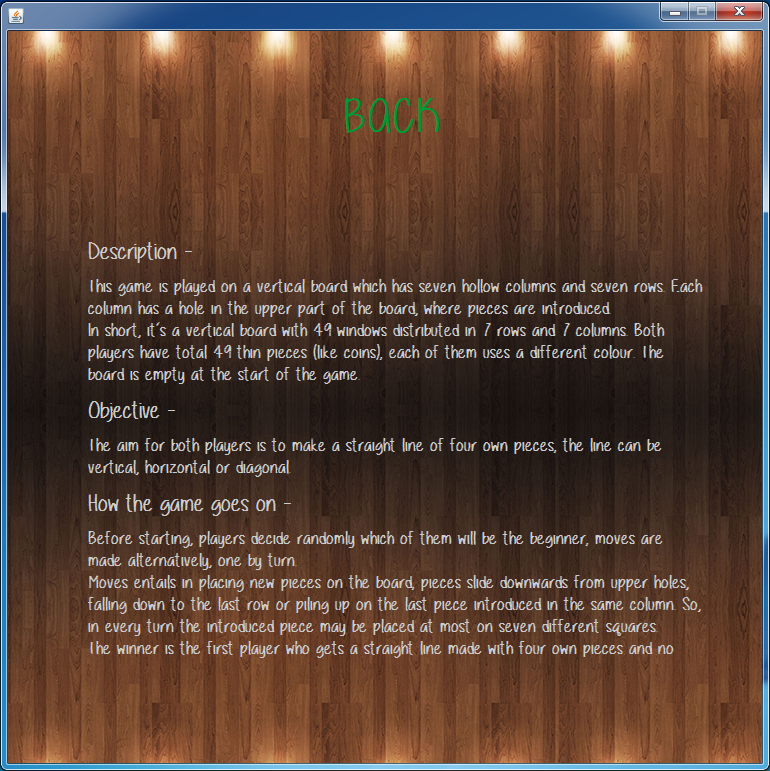 BACK
Description -
This game is played on a vertical board which has seven hollow columns and seven rows. Each
column has a hole in the upper part of the board, where pieces are introduced.
In short, it's a vertical board with 49 windows distributed in 7 rows and 7 columns. Both
players have total 49 thin pieces (like coins), each of them uses a different colour. The
board is empty at the start of the game.
Objective -
The aim for both players is to make a straight line of four own pieces, the line can be
vertical, horizontal or diagonal.
How the game goes on -
Before starting, players decide randomly which of them will be the beginner, moves are
made alternatively, one by turn.
Moves entails in placing new pieces on the board, pieces slide downwards from upper holes,
falling down to the last row or piling up on the last piece introduced in the same column. So,
in every turn the introduced piece may be placed at most on seven different squares.
The winner is the first player who gets a straight line made with four own pieces and no